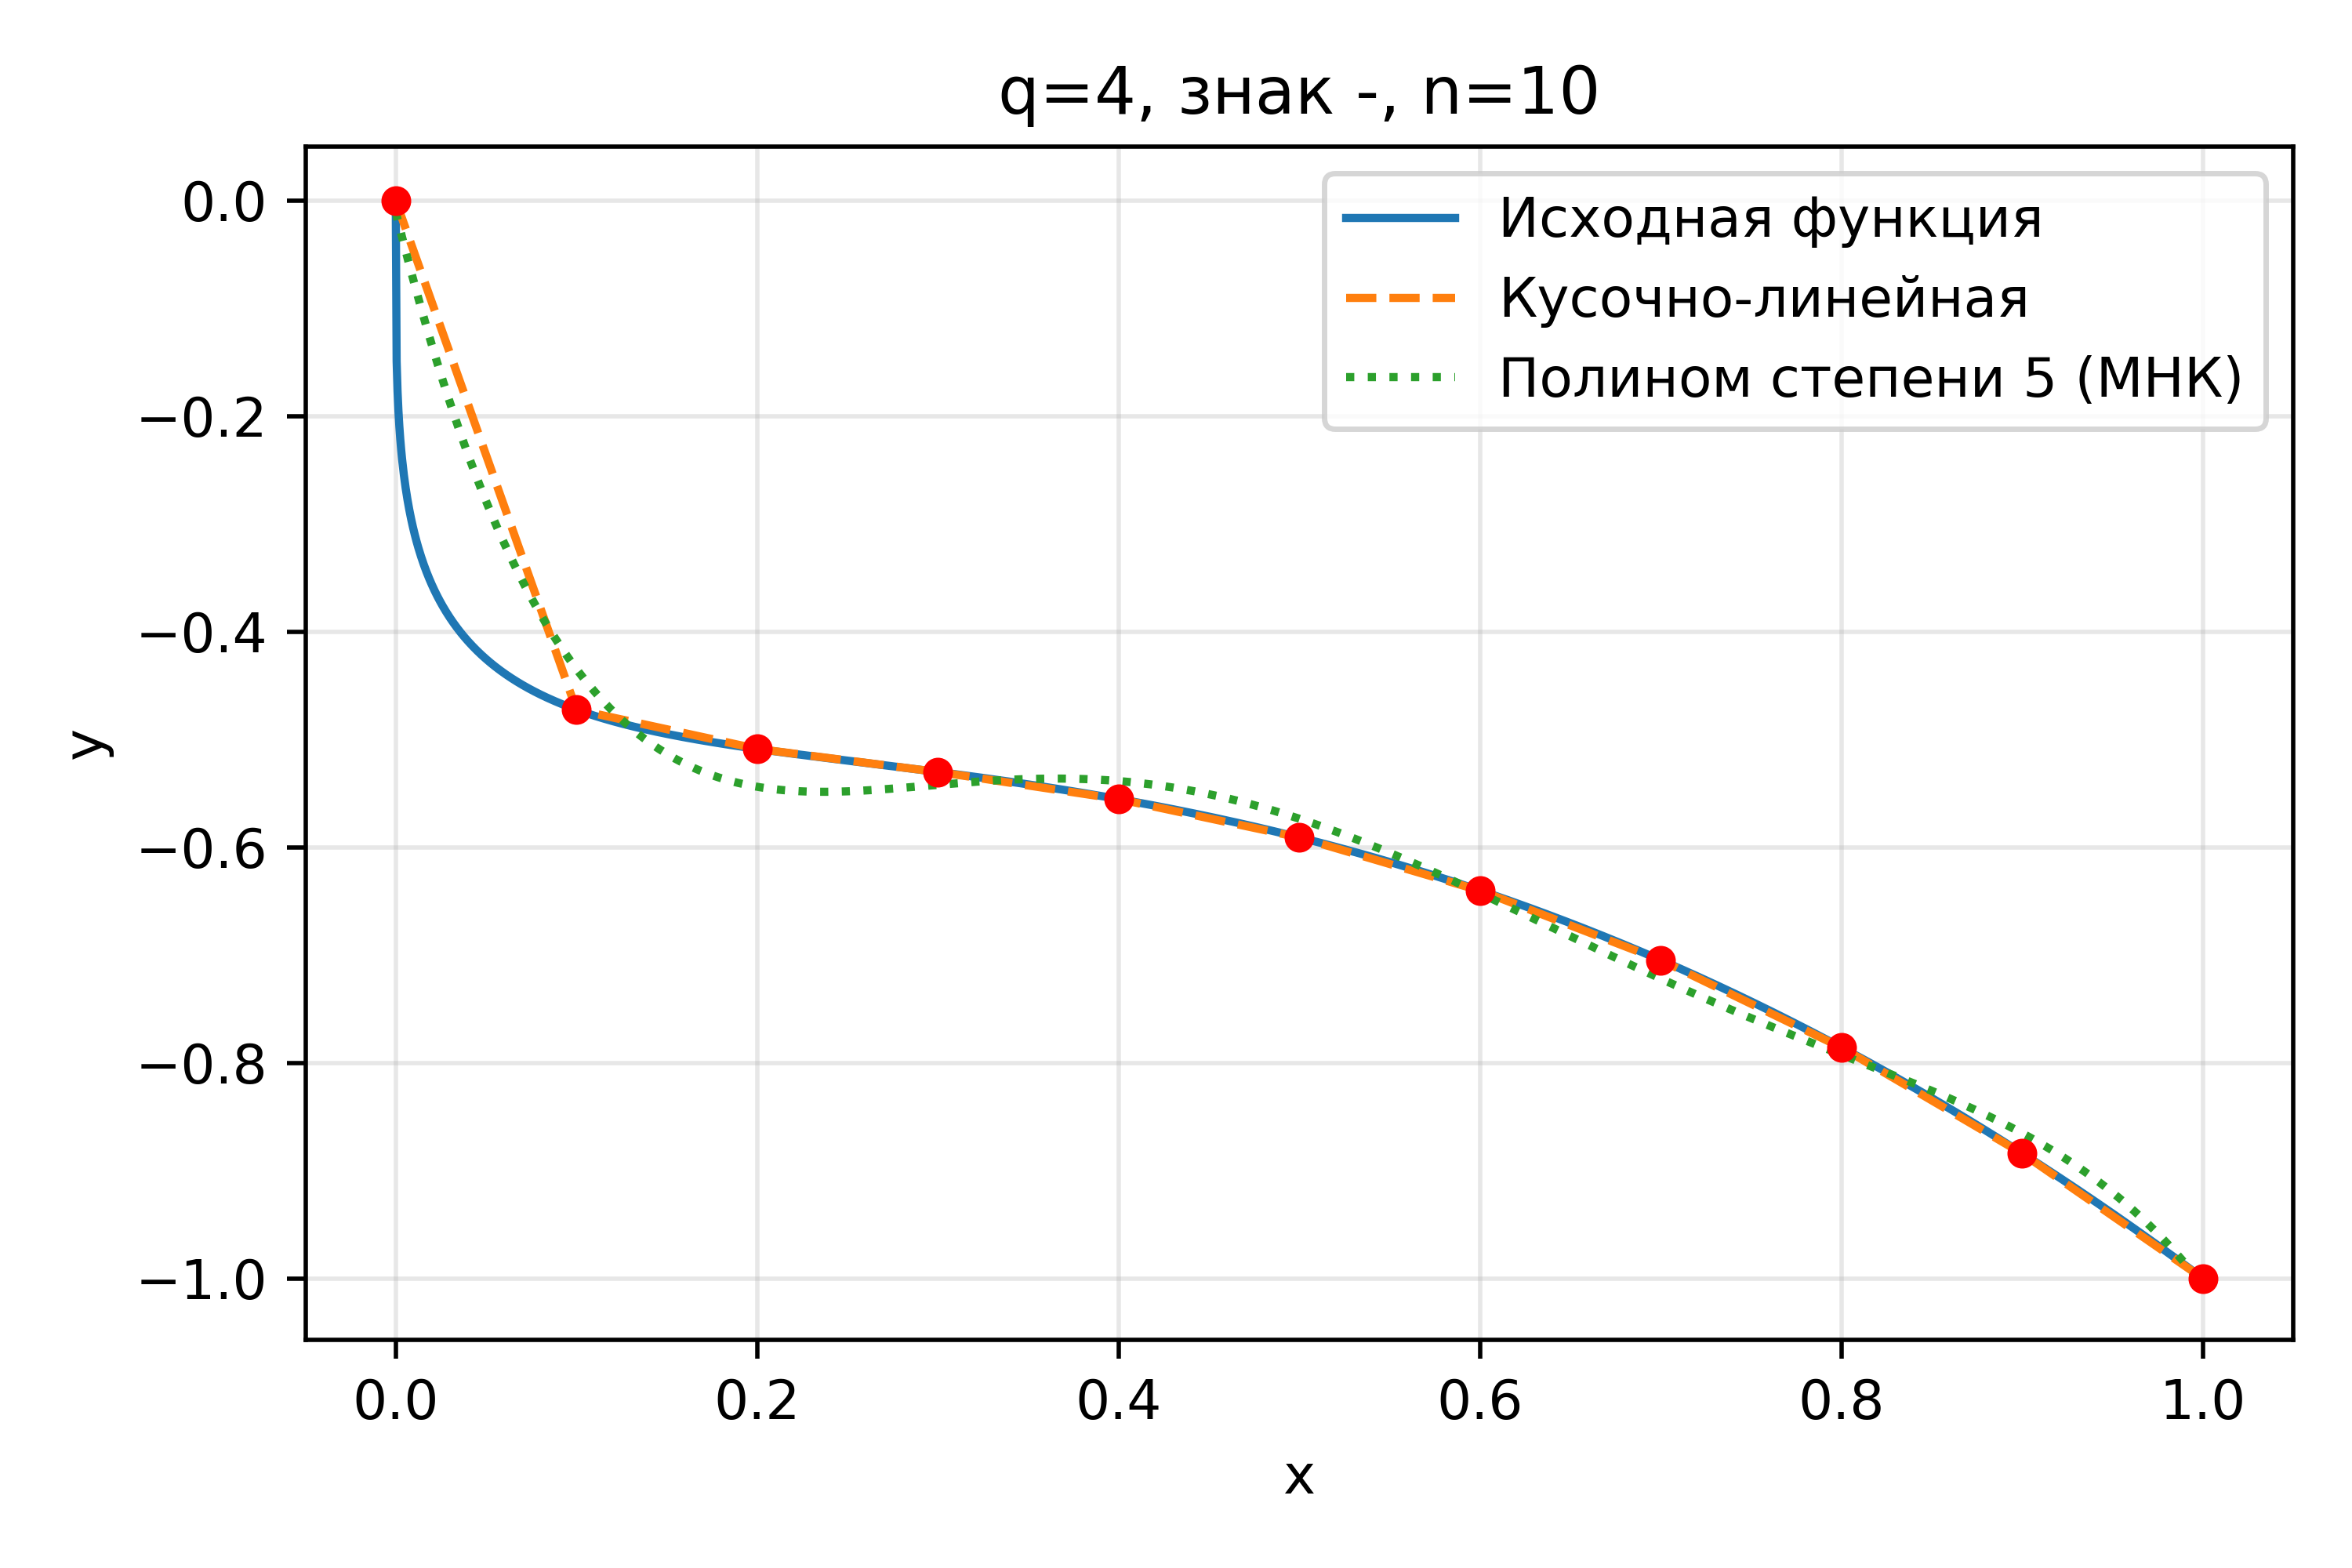 q=4, знак -, n=10
Исходная функция
Кусочно-линейная
Полином степени 5 (МНК)
0.0
−0.2
−0.4
−0.6
−0.8
−1.0
y
0.0 0.2 0.4 0.6 0.8 1.0
x